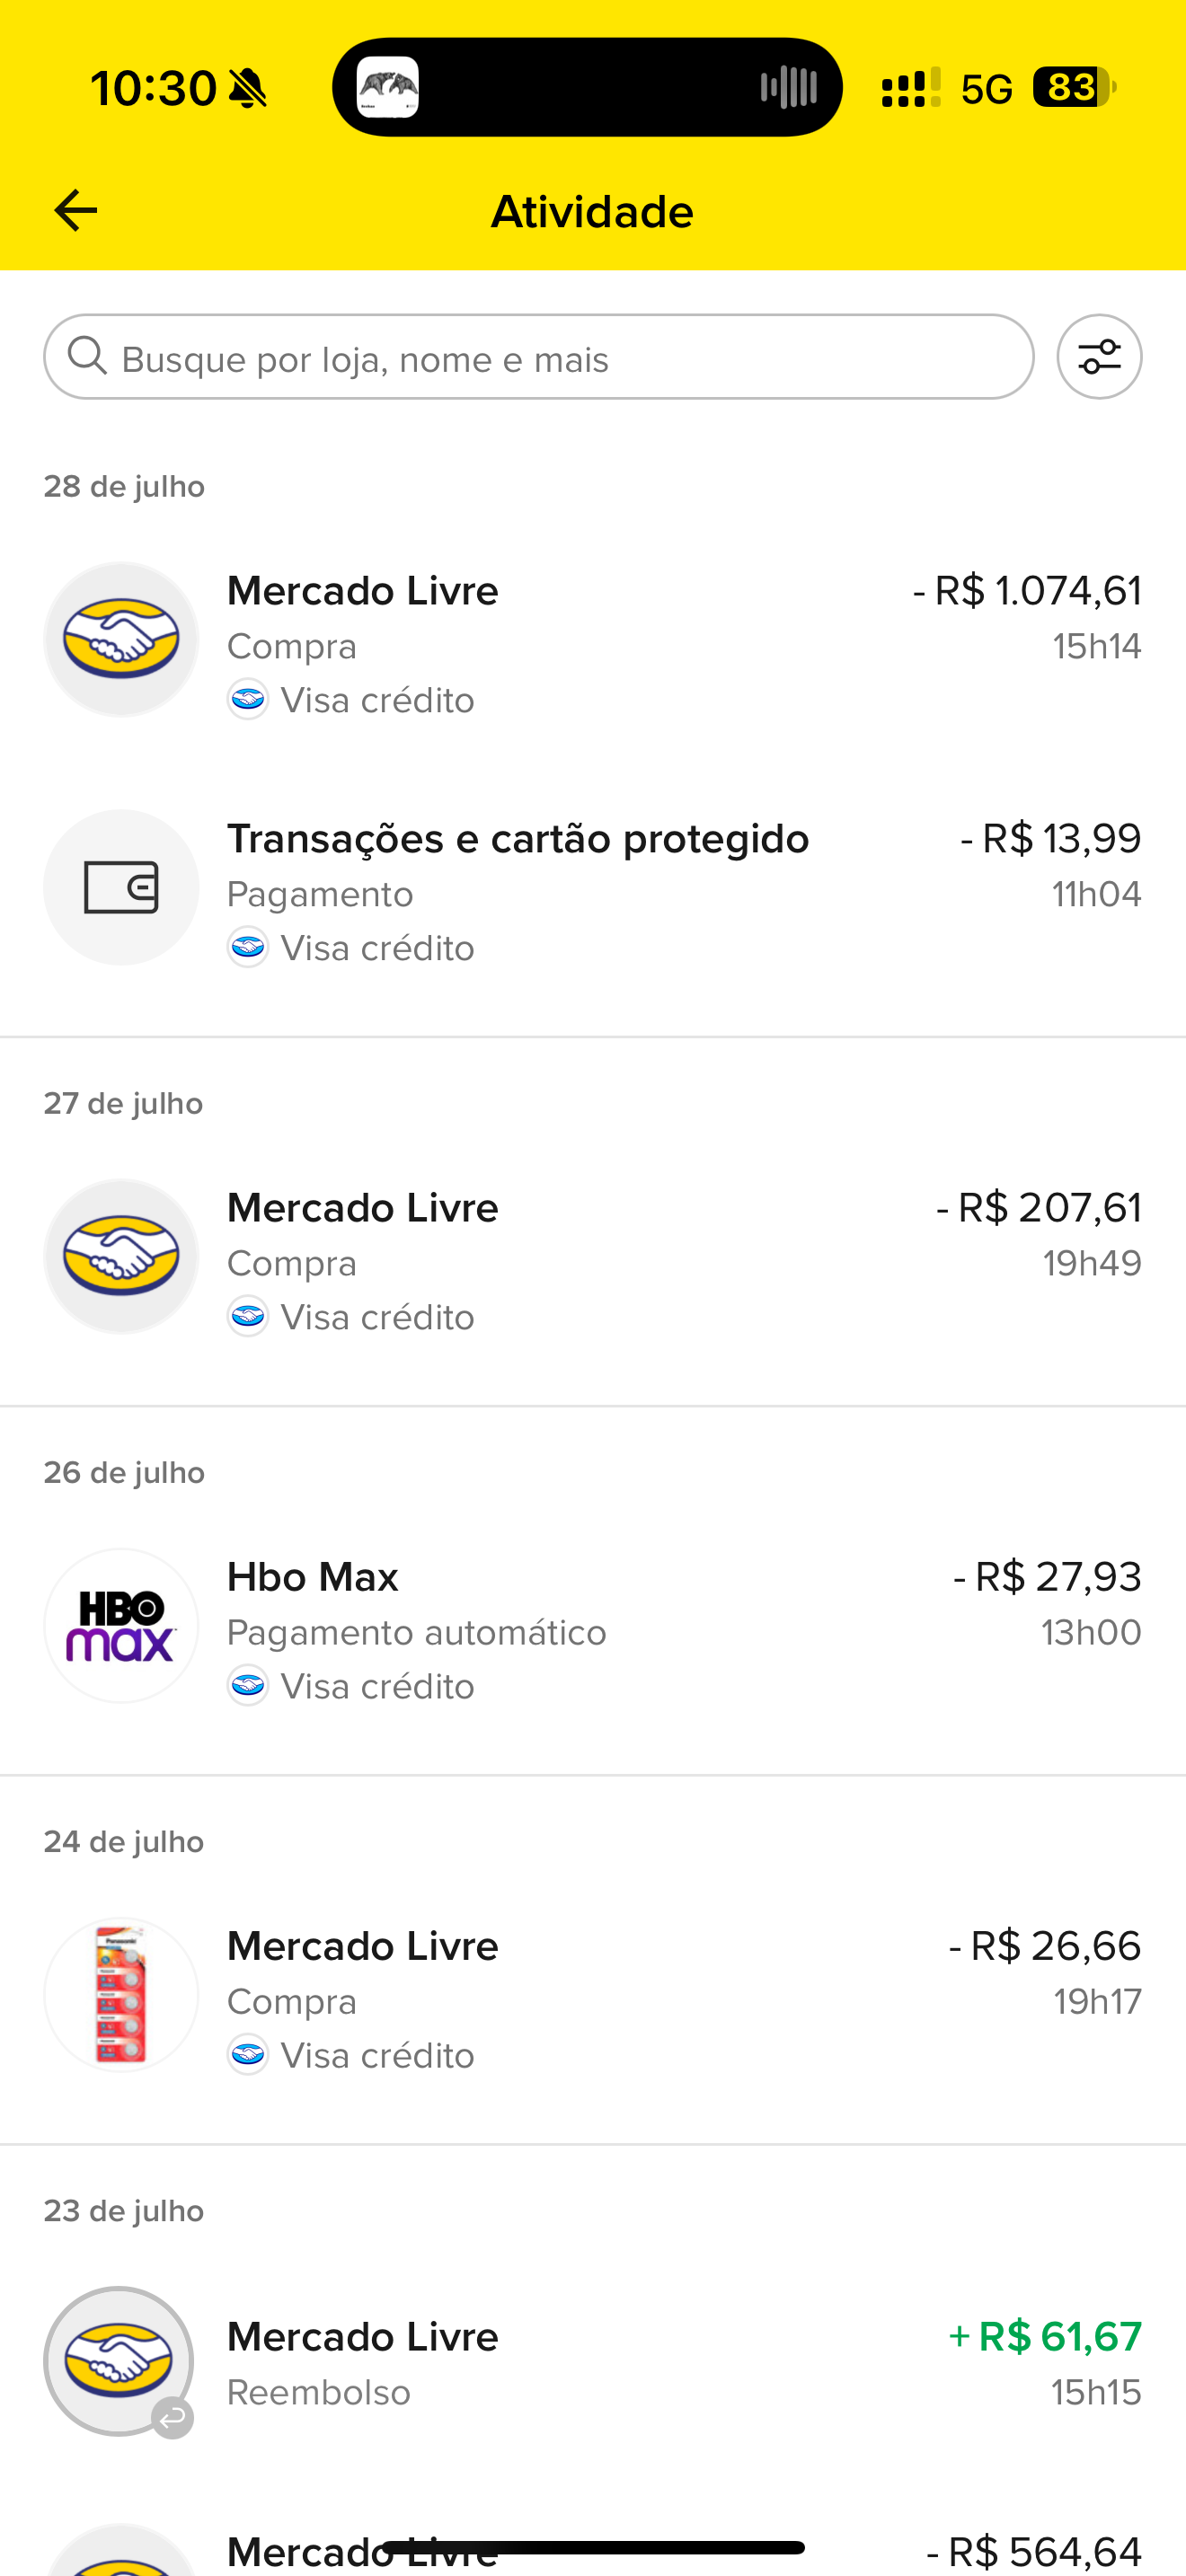 10:30
5G
83
Atividade
Busque por loja, nome e mais
28 de julho
Mercado Livre
- R$ 1.074,61
Compra
15h14
Visa crédito
Transações e cartão protegido
- R$ 13,99
Pagamento
11h04
Visa crédito
27 de julho
Mercado Livre
- R$ 207,61
Compra
19h49
Visa crédito
26 de julho
HBO
max
Hbo Max
- R$ 27,93
Pagamento automático
13h00
Visa crédito
24 de julho
Panasonic
Mercado Livre
- R$ 26,66
Compra
19h17
Visa crédito
23 de julho
Mercado Livre
+ R$ 61,67
Reembolso
15h15
Mercado Livre
- R$ 564,64